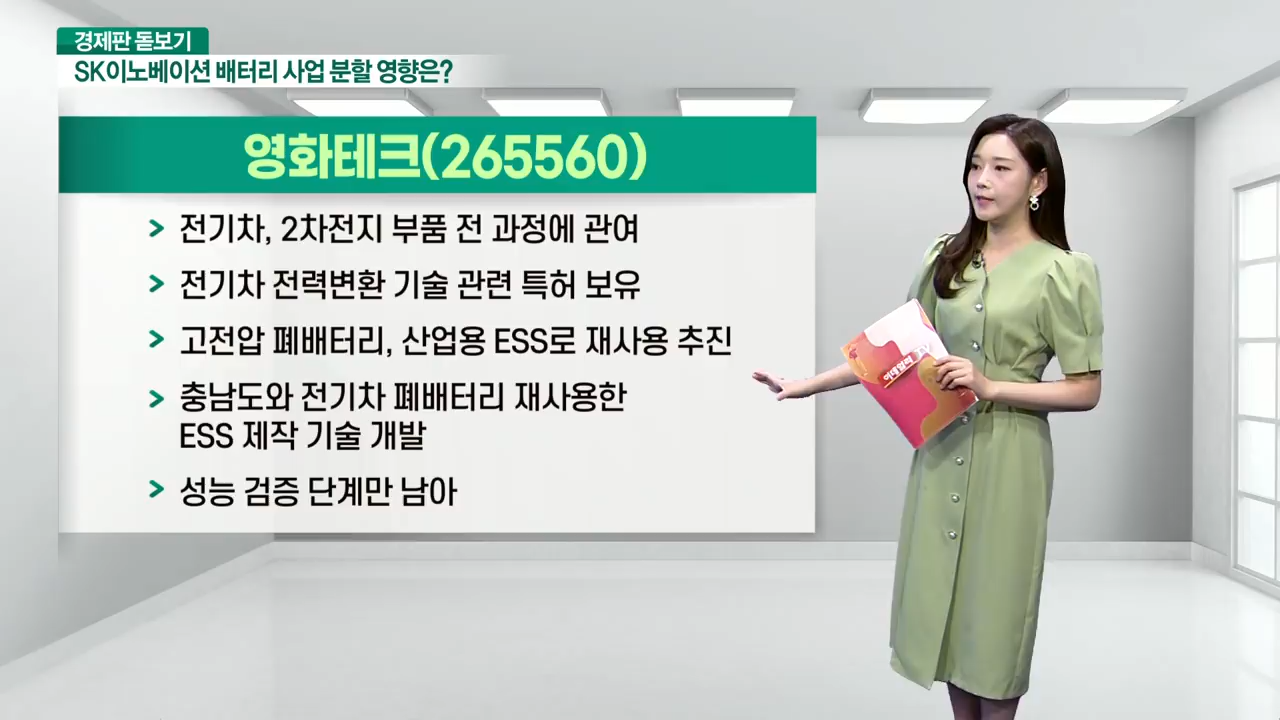 경제판 돋보기
SK이노베이션 배터리 사업 분할 영향은?
영화테크(265560)
> 전기차, 2차전지 부품 전 과정에 관여
> 전기차 전력변환 기술 관련 특허 보유
> 고전압 폐배터리, 산업용 ESS로 재사용 추진
> 충남도와 전기차 폐배터리 재사용한
ESS 제작 기술 개발
> 성능 검증 단계만 남아
이데일리 TV